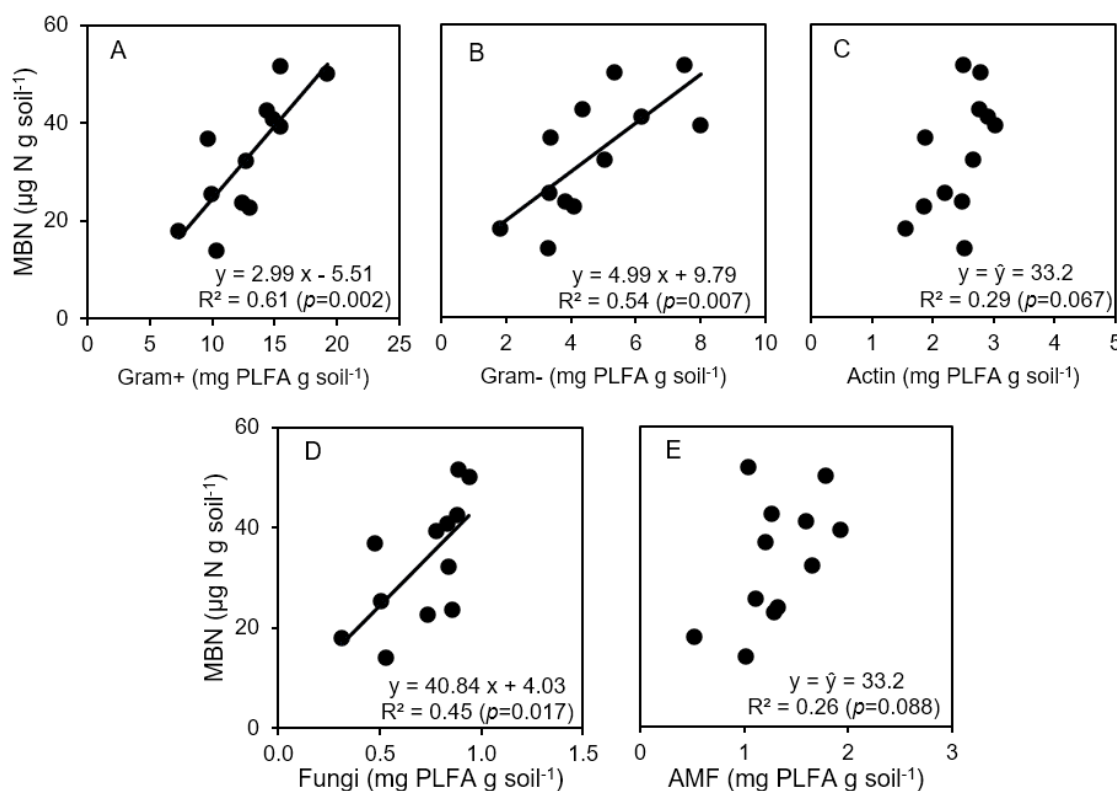 A
B
C
60
40
20
0
MBN (µg N g soil⁻¹)
y = 2.99 x - 5.51
R² = 0.61 (p=0.002)
y = 4.99 x + 9.79
R² = 0.54 (p=0.007)
y = ŷ = 33.2
R² = 0.29 (p=0.067)
0 5 10 15 20 25
0 2 4 6 8 10
0 1 2 3 4 5
Gram+ (mg PLFA g soil⁻¹)
Gram- (mg PLFA g soil⁻¹)
Actin (mg PLFA g soil⁻¹)
D
E
60
40
20
0
MBN (µg N g soil⁻¹)
y = 40.84 x + 4.03
R² = 0.45 (p=0.017)
y = ŷ = 33.2
R² = 0.26 (p=0.088)
0.0 0.5 1.0 1.5
0 1 2 3
Fungi (mg PLFA g soil⁻¹)
AMF (mg PLFA g soil⁻¹)